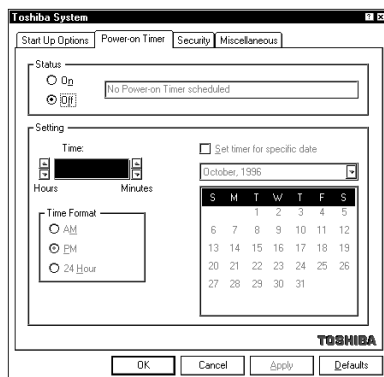 Toshiba System
Start Up Options Power-on Timer Security Miscellaneous
Status
On
Off
No Power-on Timer scheduled
Setting
Time:
Hours Minutes
Time Format
AM
PM
24 Hour
Set timer for specific date
October, 1996
S M T W T F S
1 2 3 4 5
6 7 8 9 10 11 12
13 14 15 16 17 18 19
20 21 22 23 24 25 26
27 28 29 30 31
TOSHIBA
OK Cancel Apply Defaults